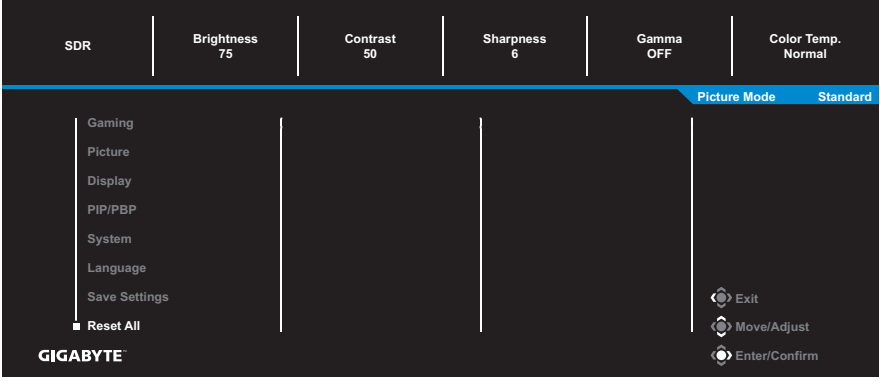 SDR
Brightness
75
Contrast
50
Sharpness
6
Gamma
OFF
Color Temp.
Normal
Picture Mode Standard
Gaming
Picture
Display
PIP/PBP
System
Language
Save Settings
Reset All
Exit
Move/Adjust
Enter/Confirm
GIGABYTE™